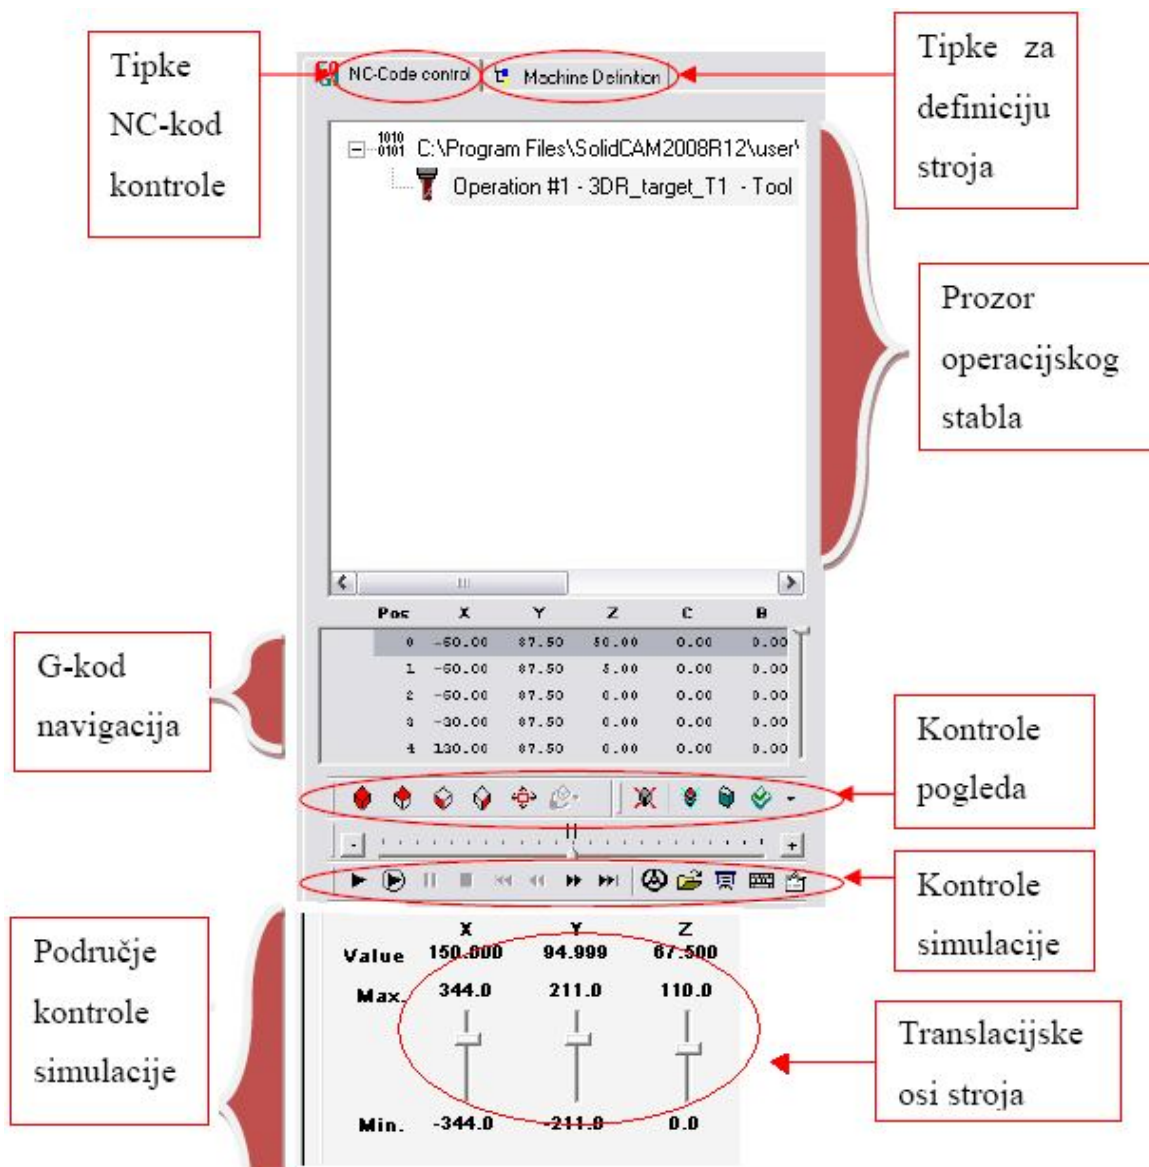 Tipke
NC-kod
kontrole
NC-Code control
Machine Definition
Tipke za
definiciju
stroja
1010
0101
C:\Program Files\SolidCAM2008R12\user\
Operation #1 - 3DR_target_T1 - Tool
Prozor
operacijskog
stabla
Pos X Y Z C B
0 -60.00 87.50 50.00 0.00 0.00
1 -60.00 87.50 5.00 0.00 0.00
2 -60.00 87.50 0.00 0.00 0.00
3 -30.00 87.50 0.00 0.00 0.00
4 130.00 87.50 0.00 0.00 0.00
G-kod
navigacija
Kontrole
pogleda
- +
Kontrole
simulacije
Područje
kontrole
simulacije
X Y Z
Value 150.000 94.999 67.500
Max. 344.0 211.0 110.0
Min. -344.0 -211.0 0.0
Translacijske
osi stroja